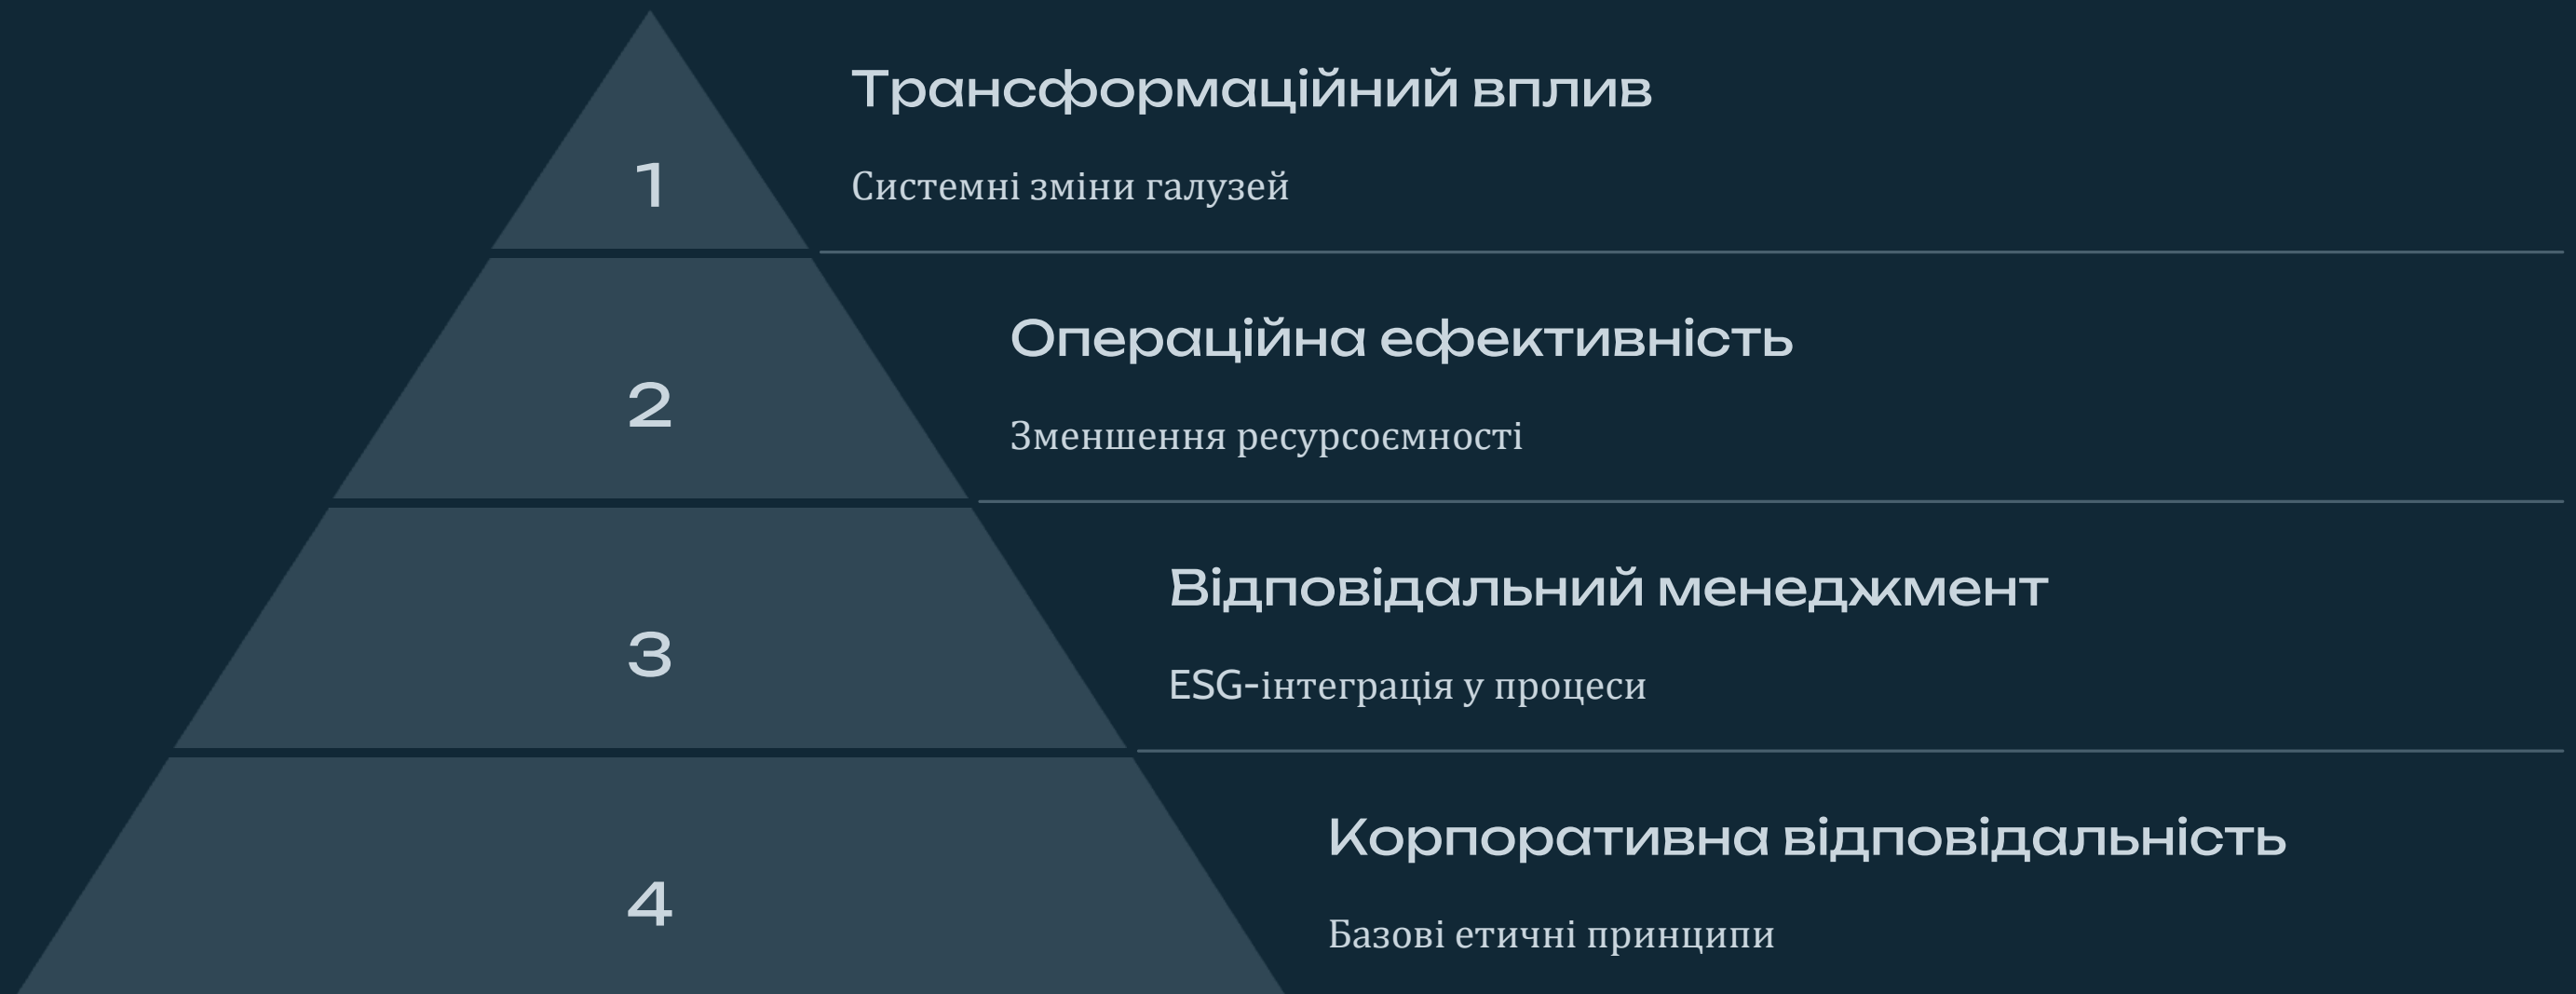 1
Трансформаційний вплив
Системні зміни галузей
2
Операційна ефективність
Зменшення ресурсоємності
3
Відповідальний менеджмент
ESG-інтеграція у процеси
4
Корпоративна відповідальність
Базові етичні принципи